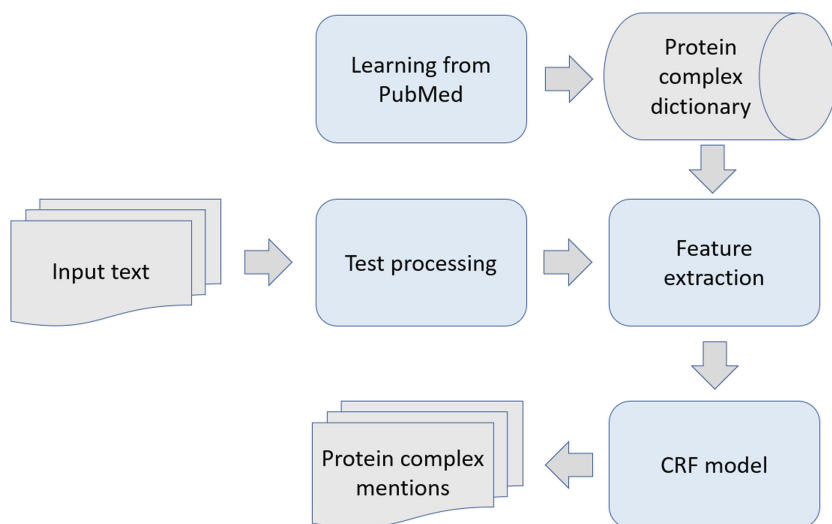 Learning from
PubMed
Protein
complex
dictionary
Input text
Test processing
Feature
extraction
Protein complex
mentions
CRF model